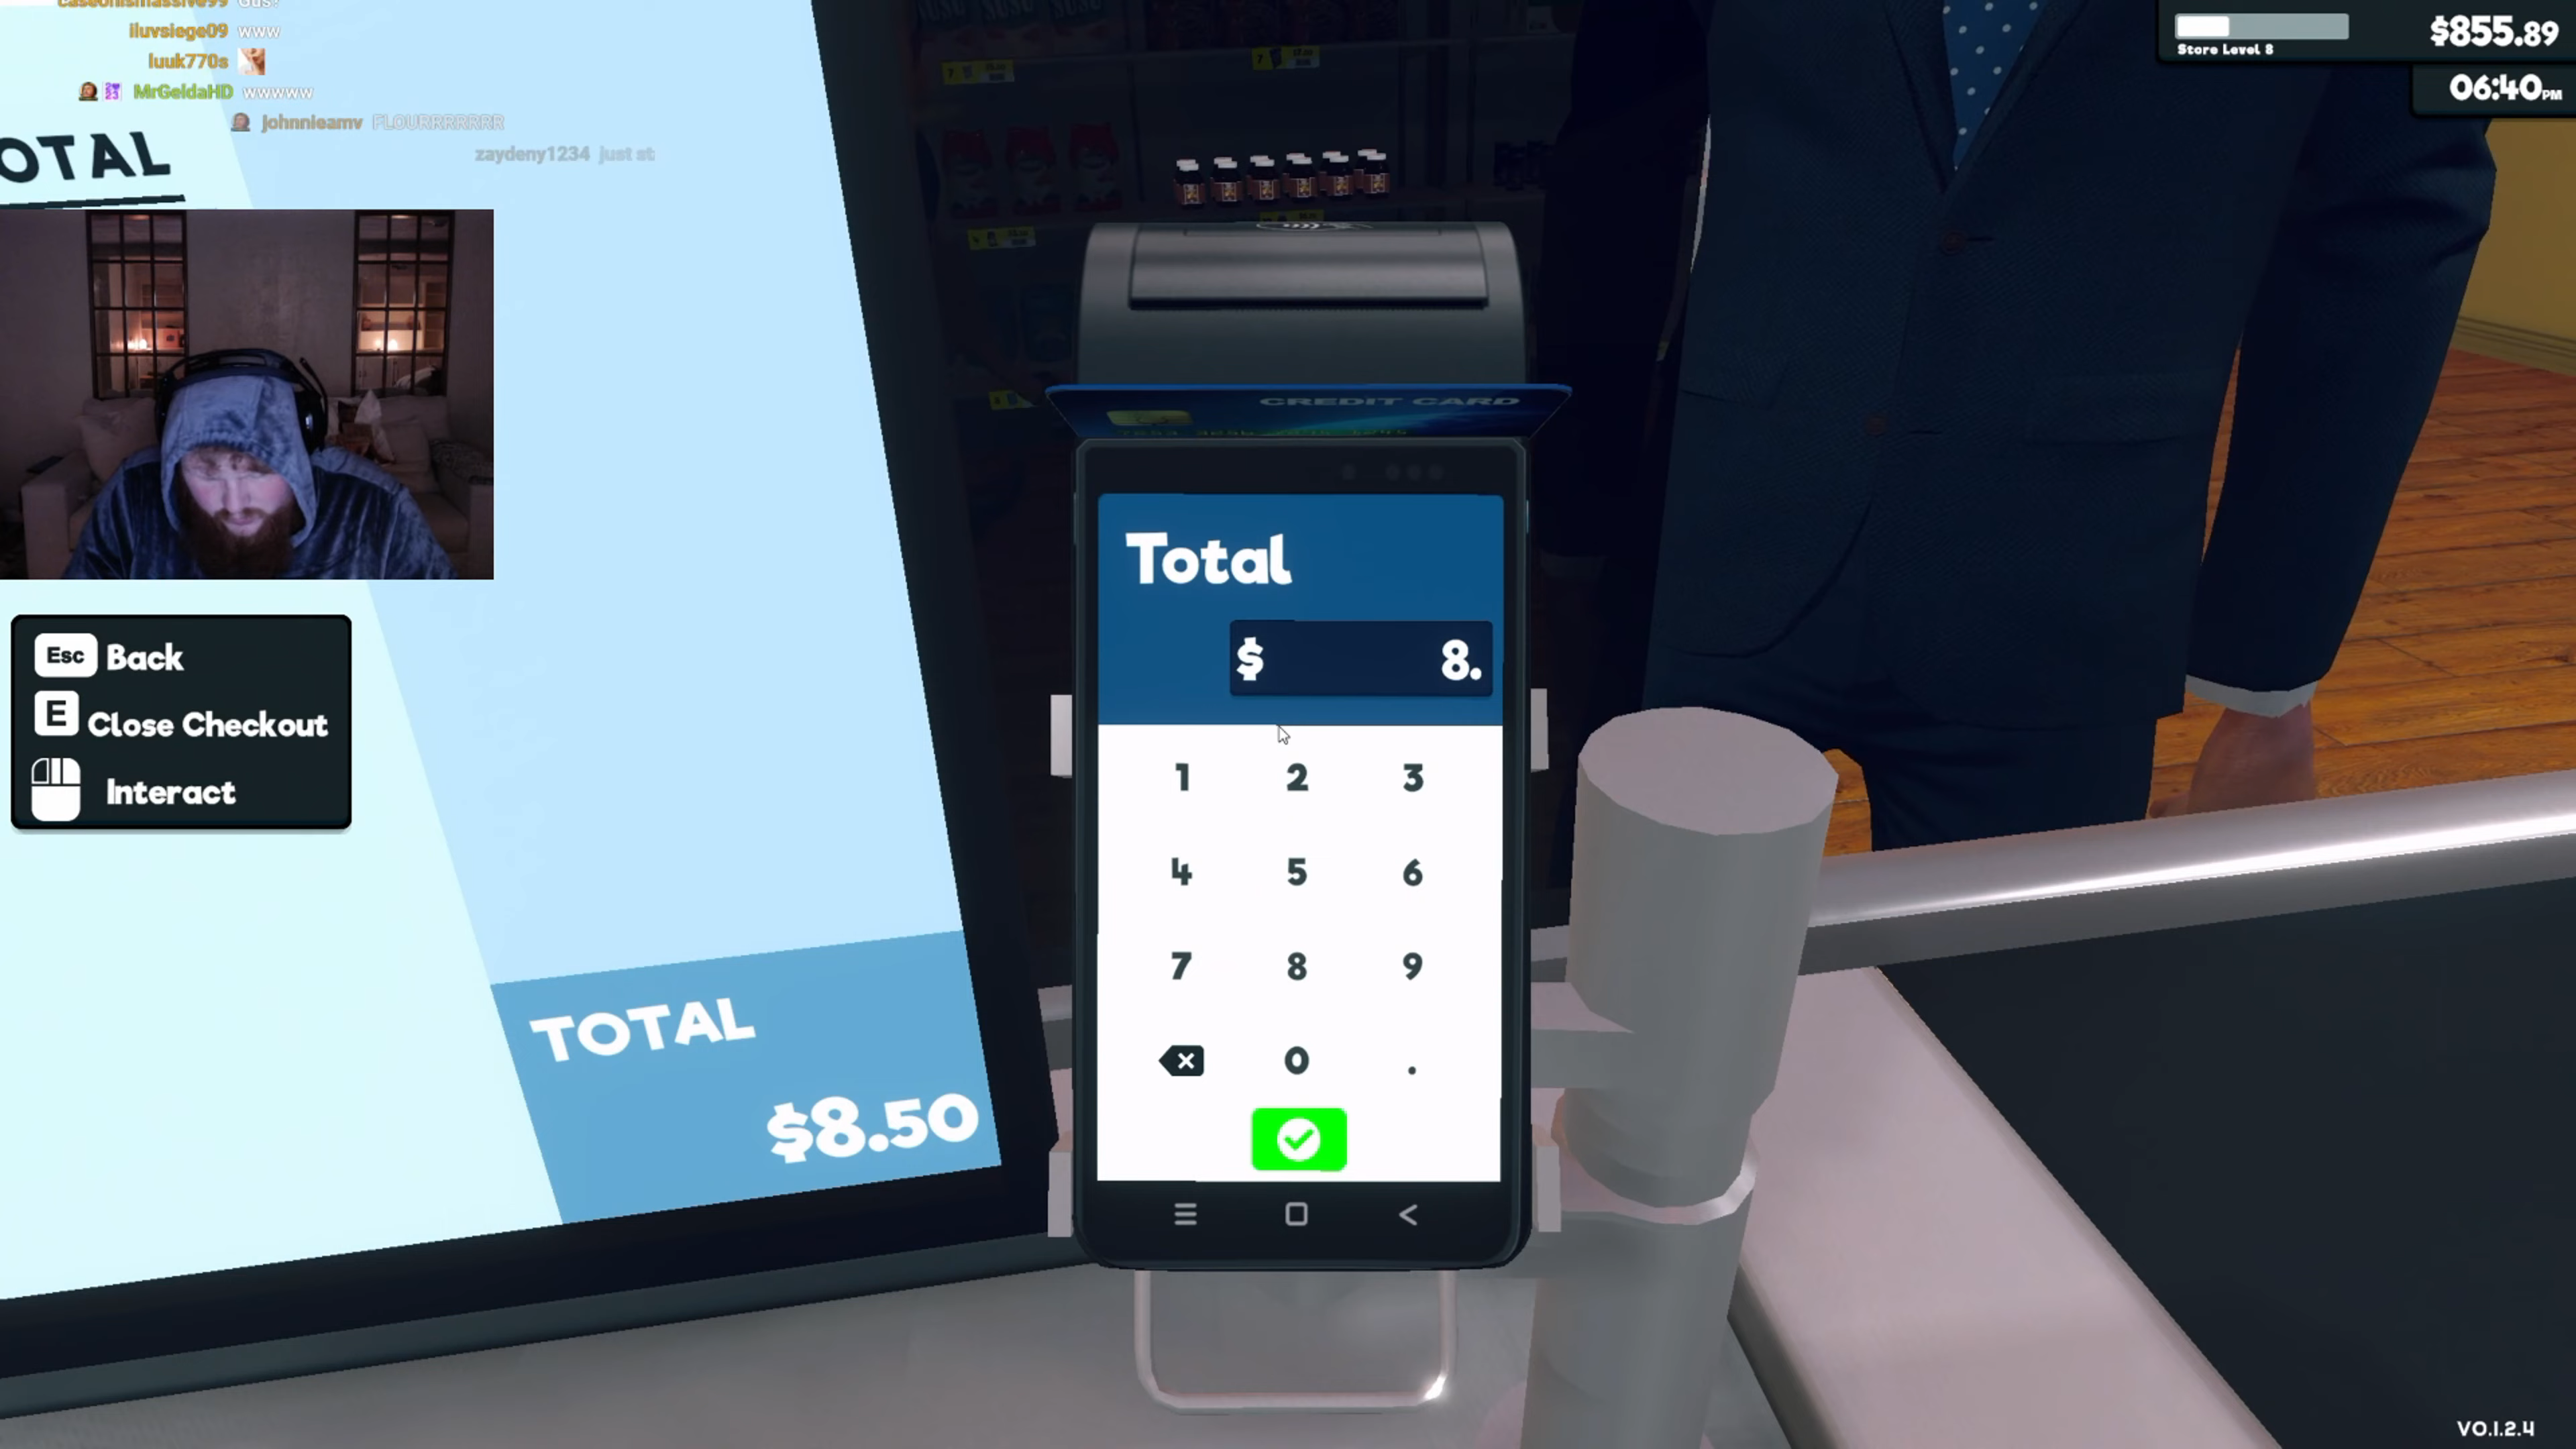 caseohismassive99 Gus?
iluvsiege09 www
luuk770s
MrGeldaHD wwwww
johnnieamv FLOURRRRRRR
zaydeny1234 just st
OTAL
Store Level 8
$855.89
06:40PM
CREDIT CARD
Total
$ 8.
1 2 3
4 5 6
7 8 9
0 .
Esc Back
E Close Checkout
Interact
TOTAL
$8.50
V0.1.2.4